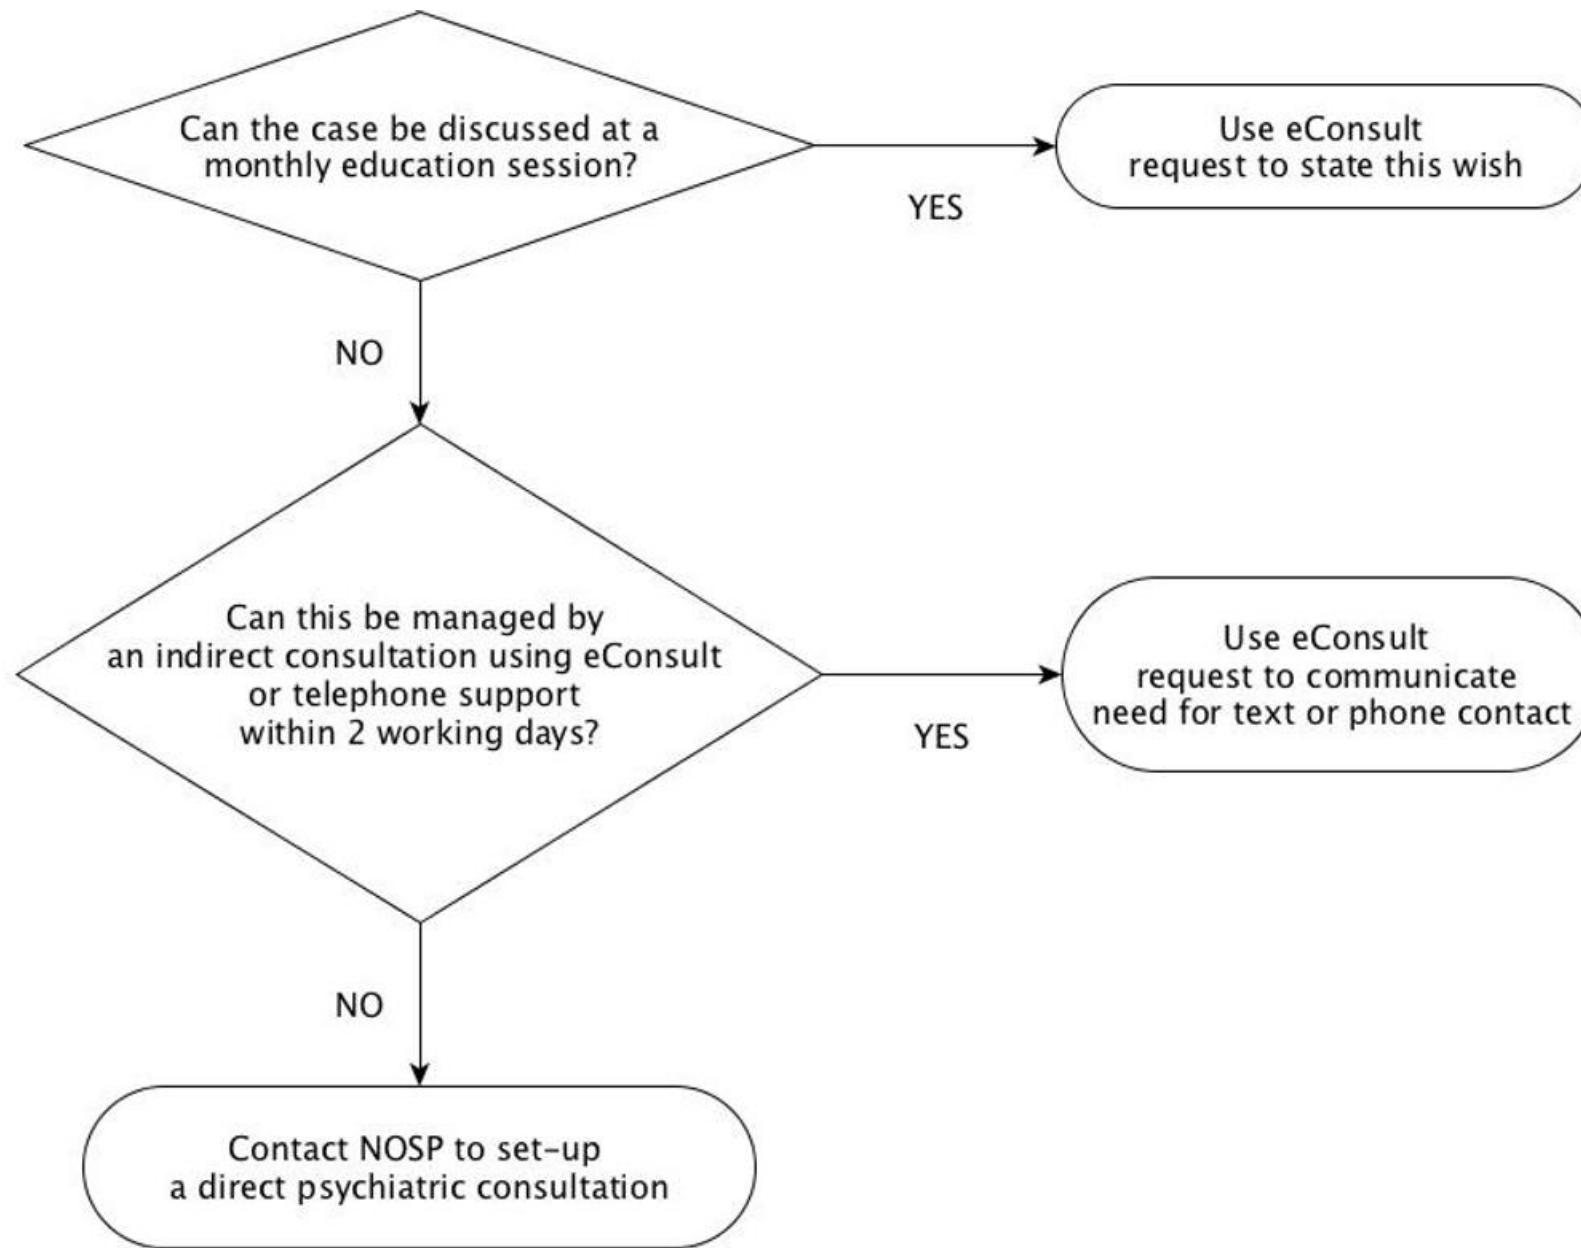 Can the case be discussed at a
monthly education session?
Use eConsult
request to state this wish
YES
NO
Can this be managed by
an indirect consultation using eConsult
or telephone support
within 2 working days?
Use eConsult
request to communicate
need for text or phone contact
YES
NO
Contact NOSP to set-up
a direct psychiatric consultation